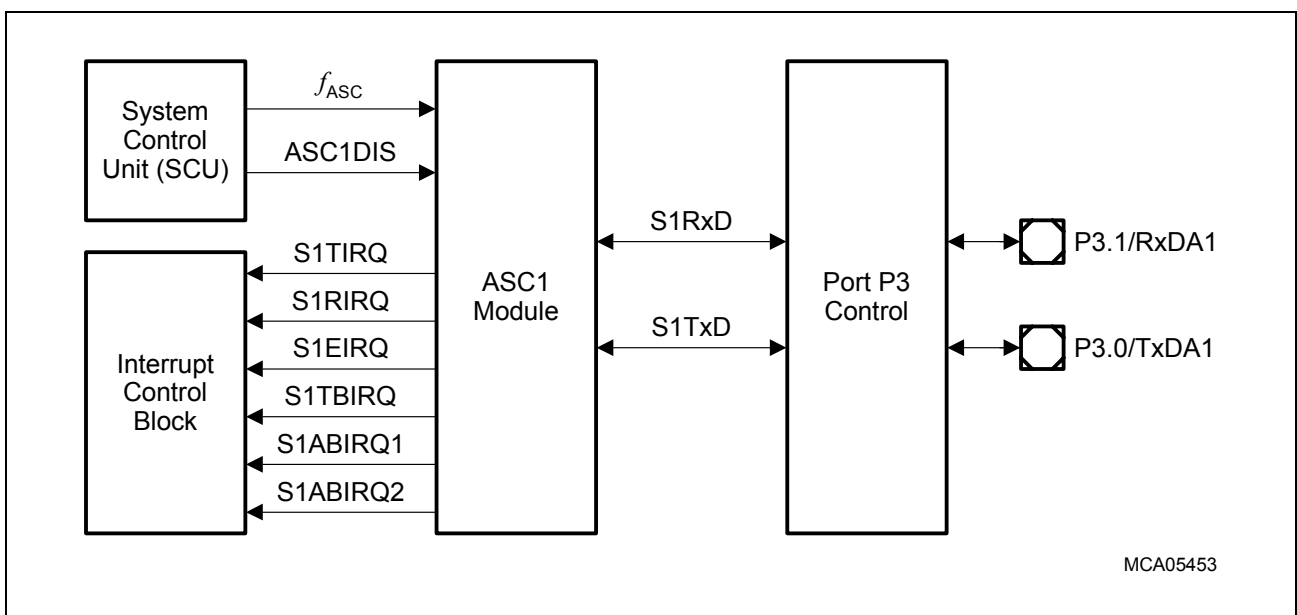 System
Control
Unit (SCU)
fASC
ASC1DIS
Interrupt
Control
Block
S1TIRQ
S1RIRQ
S1EIRQ
S1TBIRQ
S1ABIRQ1
S1ABIRQ2
ASC1
Module
S1RxD
S1TxD
Port P3
Control
P3.1/RxDA1
P3.0/TxDA1
MCA05453